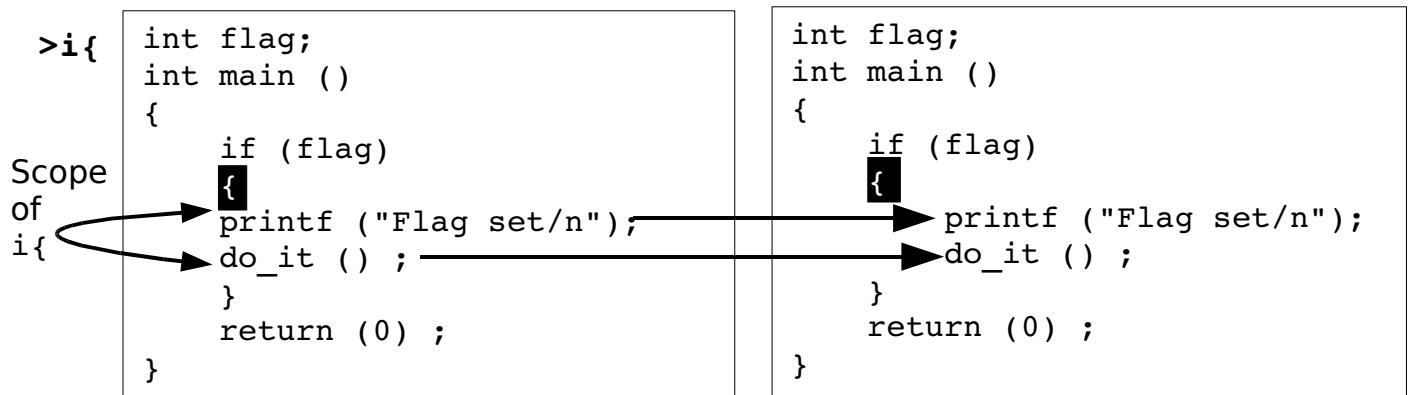 >i{
Scope
of
i{
int flag;
int main ()
{
if (flag)
{
printf ("Flag set/n");
do_it () ;
}
return (0) ;
}
int flag;
int main ()
{
if (flag)
{
printf ("Flag set/n");
do_it () ;
}
return (0) ;
}